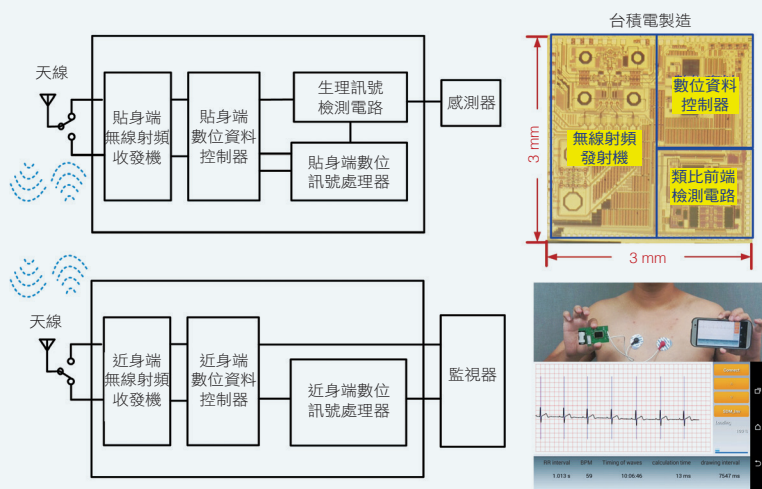 天線
貼身端
無線射頻
收發機
貼身端
數位資料
控制器
生理訊號
檢測電路
貼身端數位
訊號處理器
感測器
天線
近身端
無線射頻
收發機
近身端
數位資料
控制器
近身端數位
訊號處理器
監視器
台積電製造
3 mm
無線射頻
發射機
數位資料
控制器
類比前端
檢測電路
3 mm
RR interval BPM Timing of waves calculation time drawing interval
1.013 s 59 10:06:46 13 ms 7547 ms